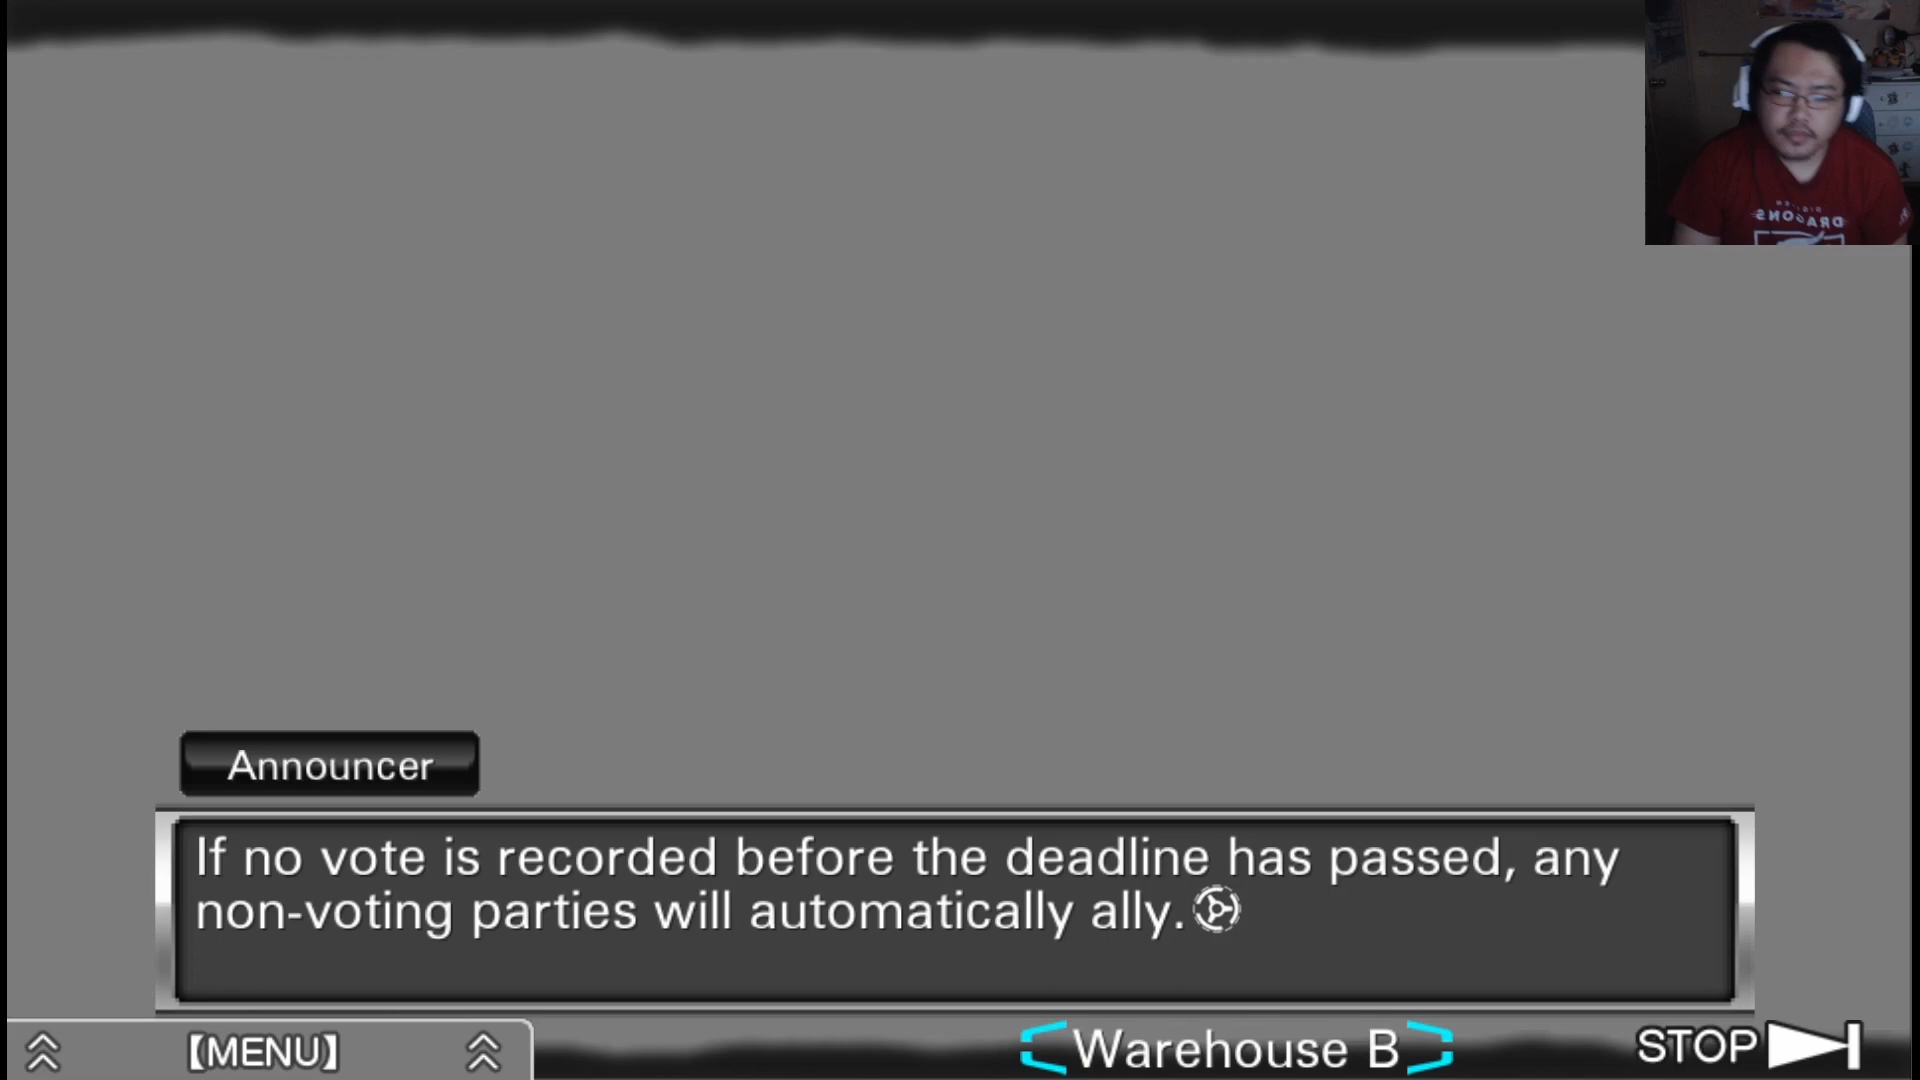 Announcer
If no vote is recorded before the deadline has passed, any
non-voting parties will automatically ally.
【MENU】
Warehouse B
STOP
DRAGONS